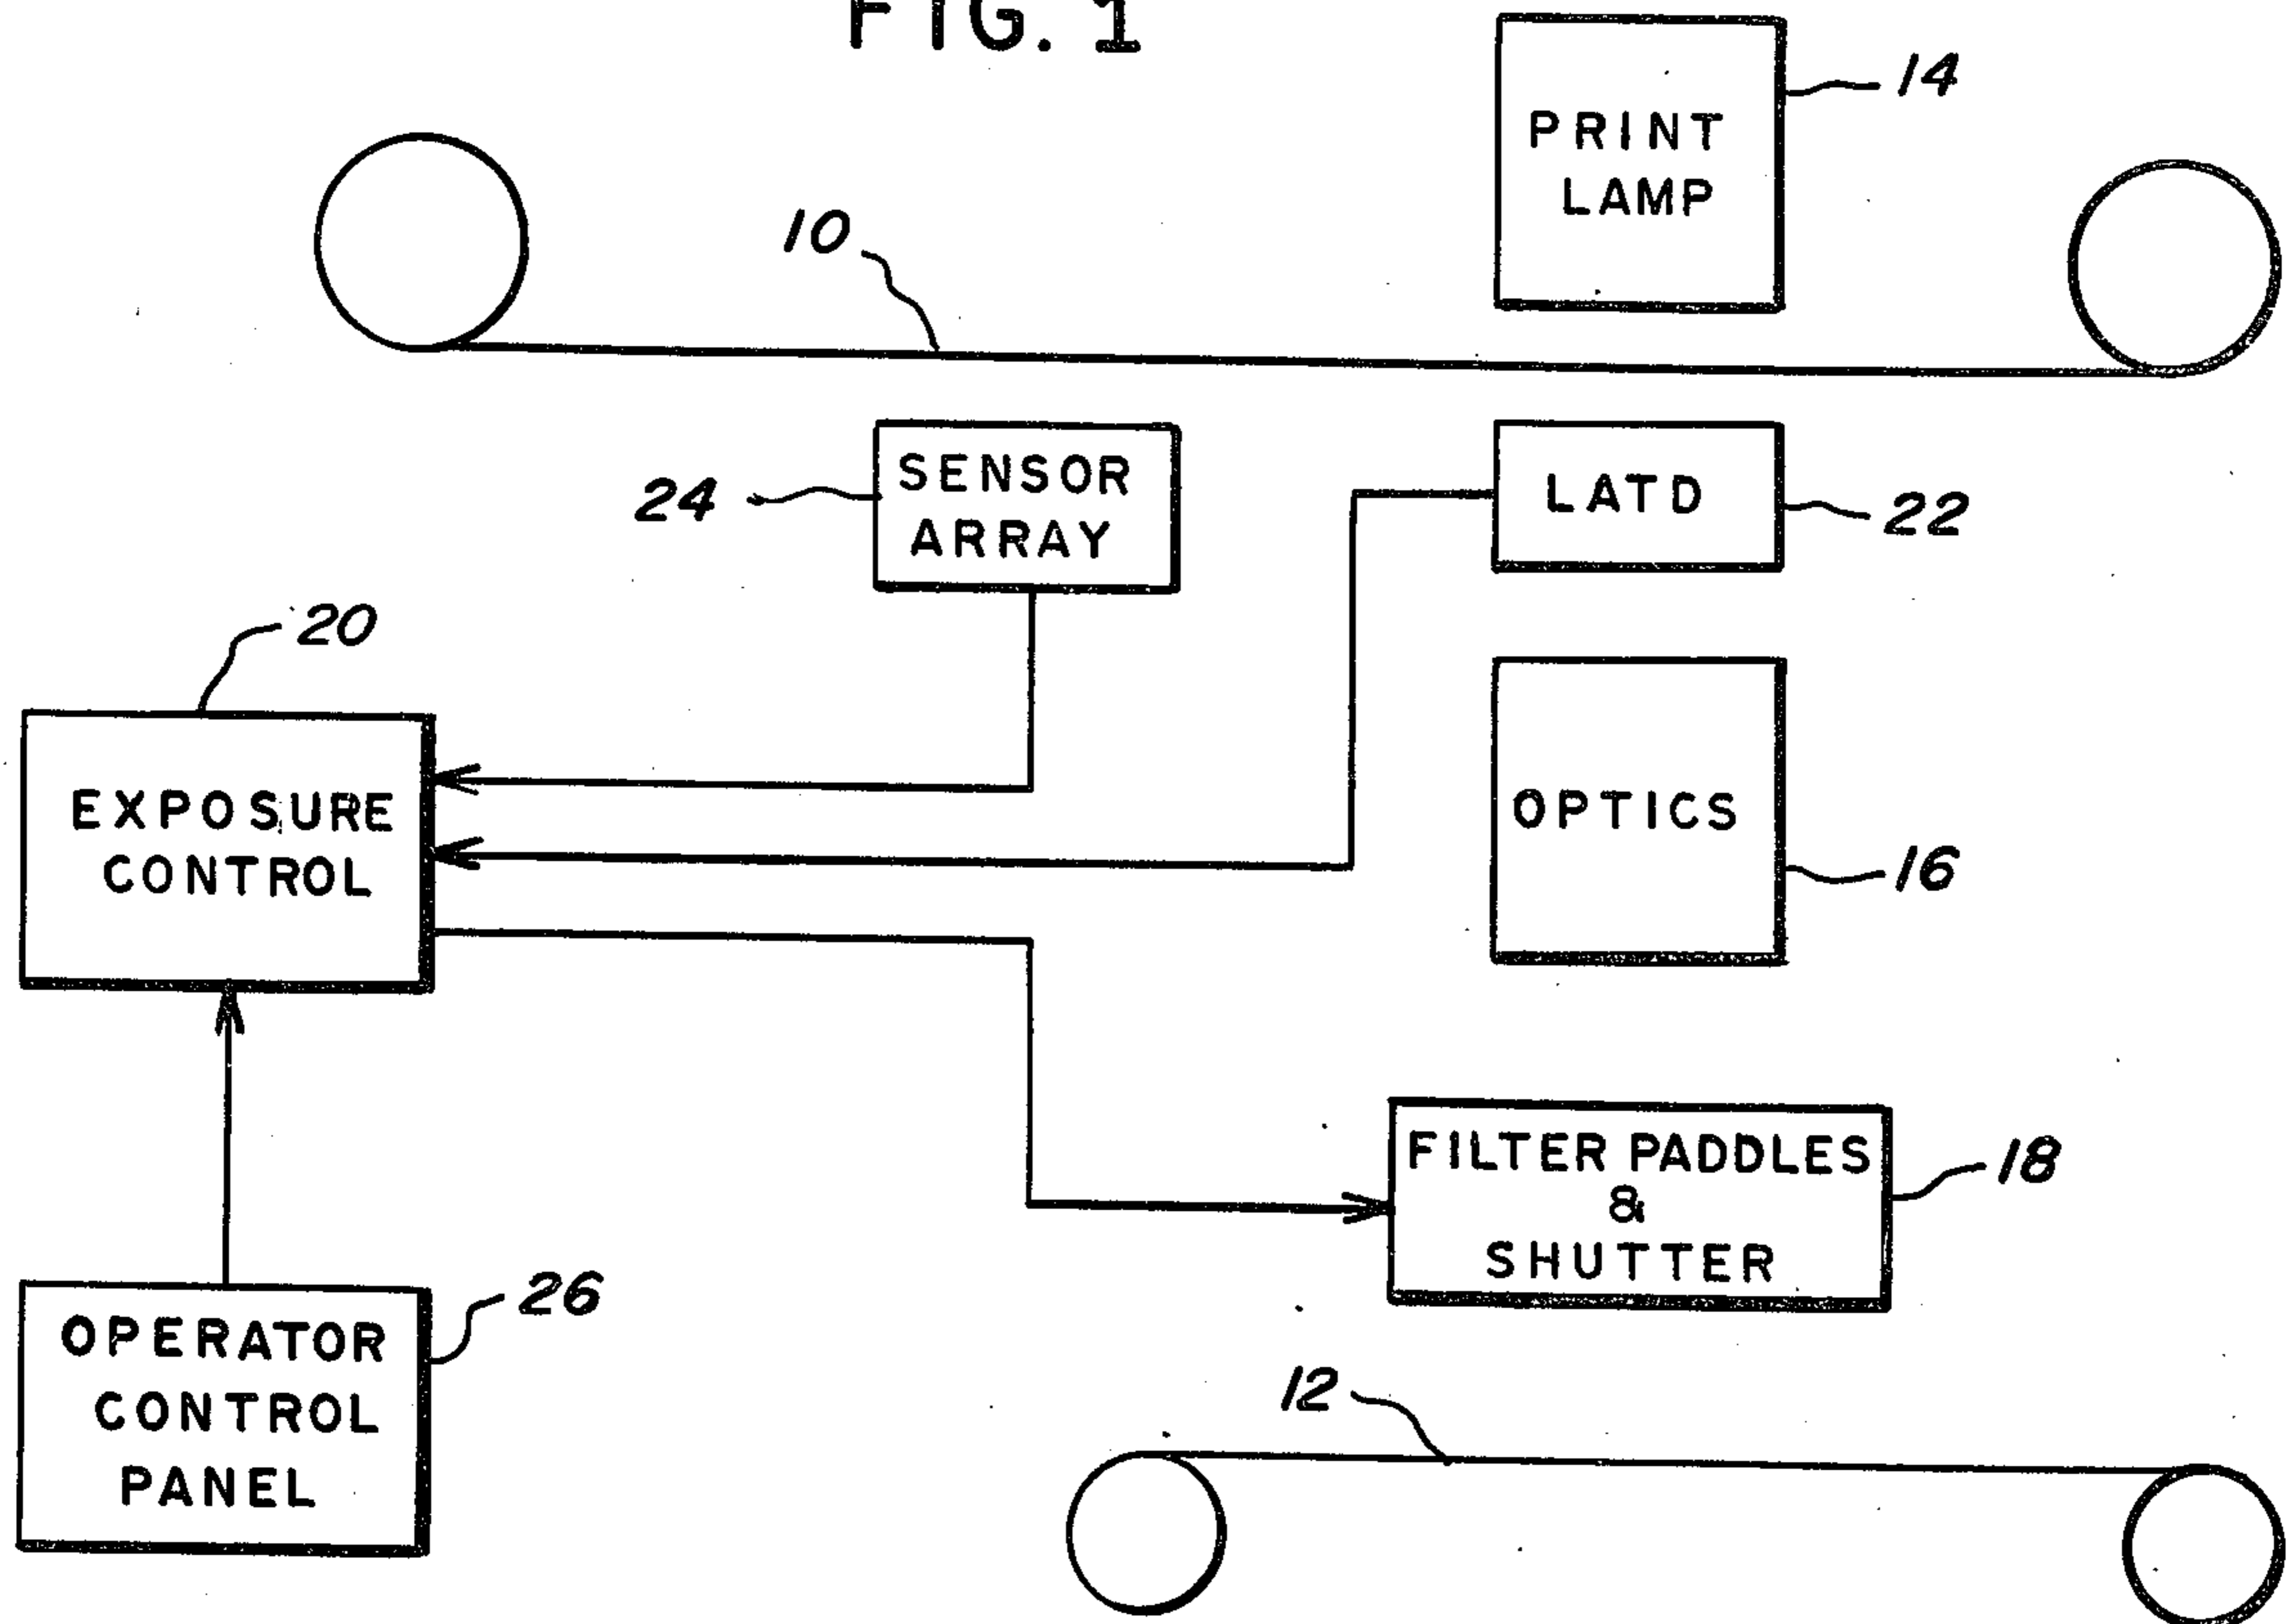 FIG. 1
14
PRINT
LAMP
10
SENSOR
ARRAY
24
LATD
22
20
EXPOSURE
CONTROL
OPTICS
16
FILTER PADDLES
&
SHUTTER
18
26
OPERATOR
CONTROL
PANEL
12